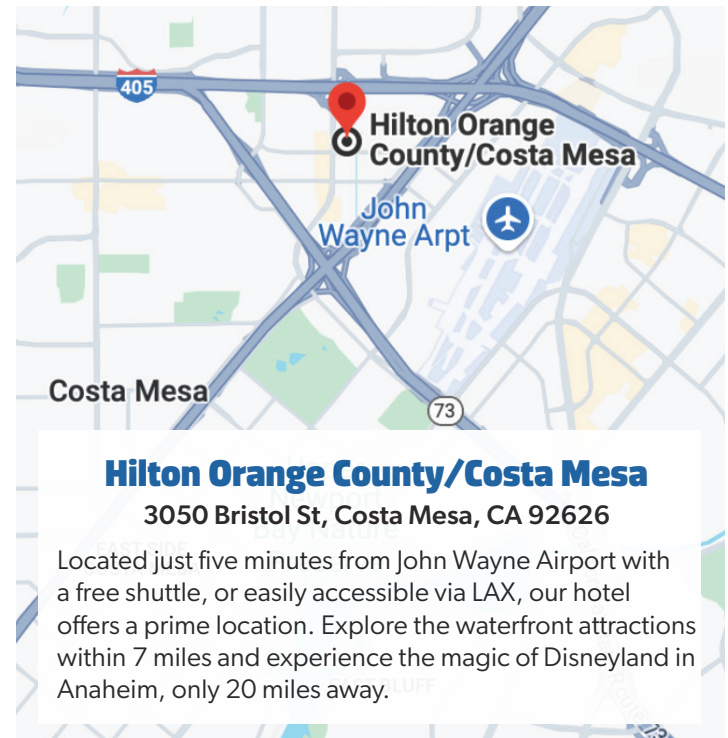 405
Hilton Orange
County/Costa Mesa
John
Wayne Arpt
Costa Mesa
73
Hilton Orange County/Costa Mesa
3050 Bristol St, Costa Mesa, CA 92626
Located just five minutes from John Wayne Airport with
a free shuttle, or easily accessible via LAX, our hotel
offers a prime location. Explore the waterfront attractions
within 7 miles and experience the magic of Disneyland in
Anaheim, only 20 miles away.
73